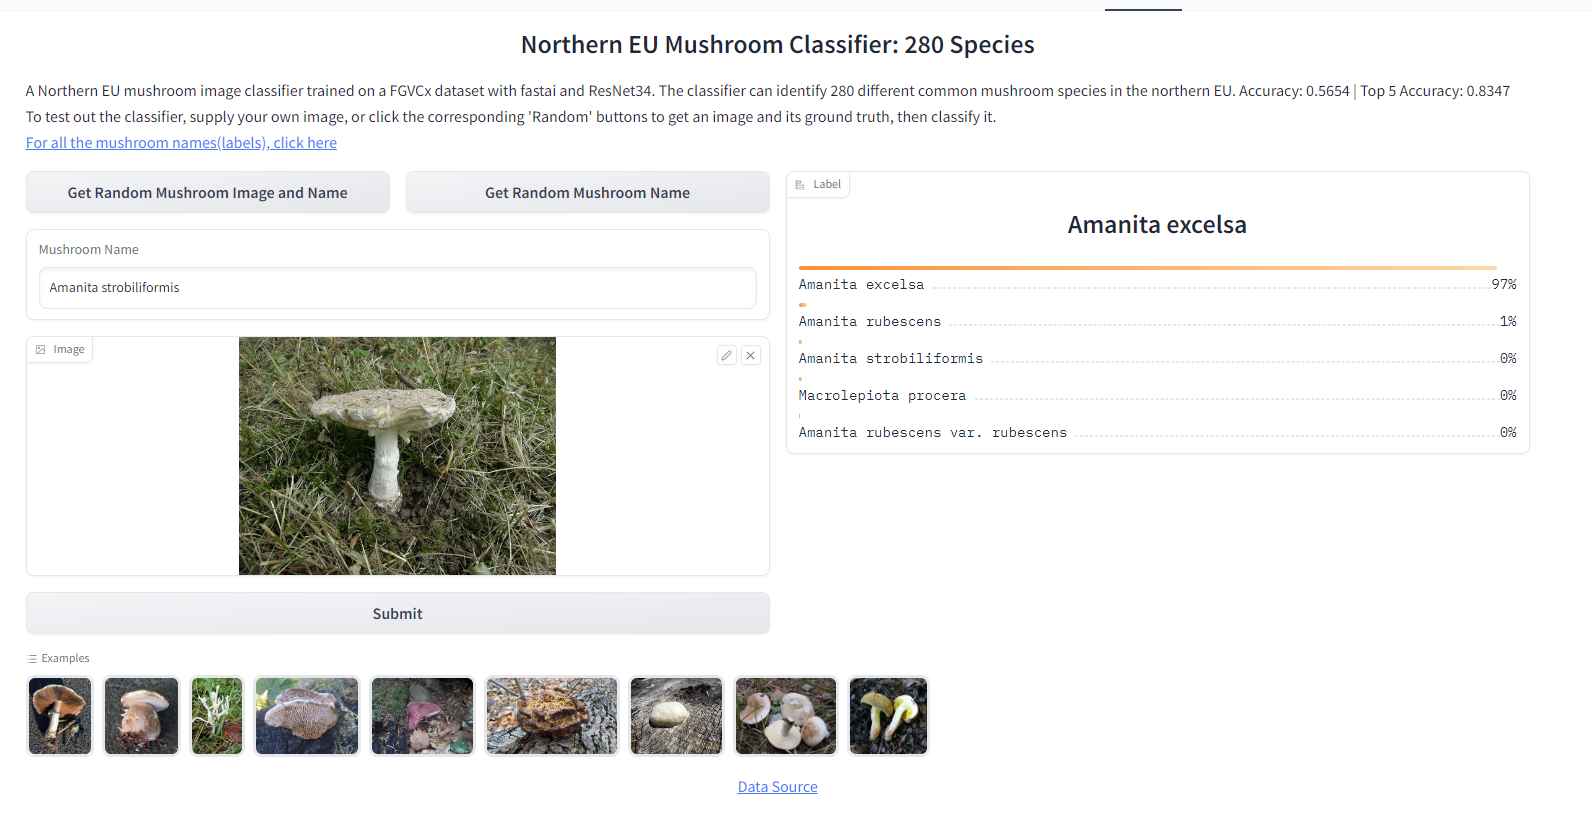 Northern EU Mushroom Classifier: 280 Species
A Northern EU mushroom image classifier trained on a FGVCx dataset with fastai and ResNet34. The classifier can identify 280 different common mushroom species in the northern EU. Accuracy: 0.5654 | Top 5 Accuracy: 0.8347
To test out the classifier, supply your own image, or click the corresponding 'Random' buttons to get an image and its ground truth, then classify it.
For all the mushroom names(labels), click here
Get Random Mushroom Image and Name
Get Random Mushroom Name
Mushroom Name
Amanita strobiliformis
Image
Submit
Examples
Label
Amanita excelsa
Amanita excelsa 97%
Amanita rubescens 1%
Amanita strobiliformis 0%
Macrolepiota procera 0%
Amanita rubescens var. rubescens 0%
Data Source